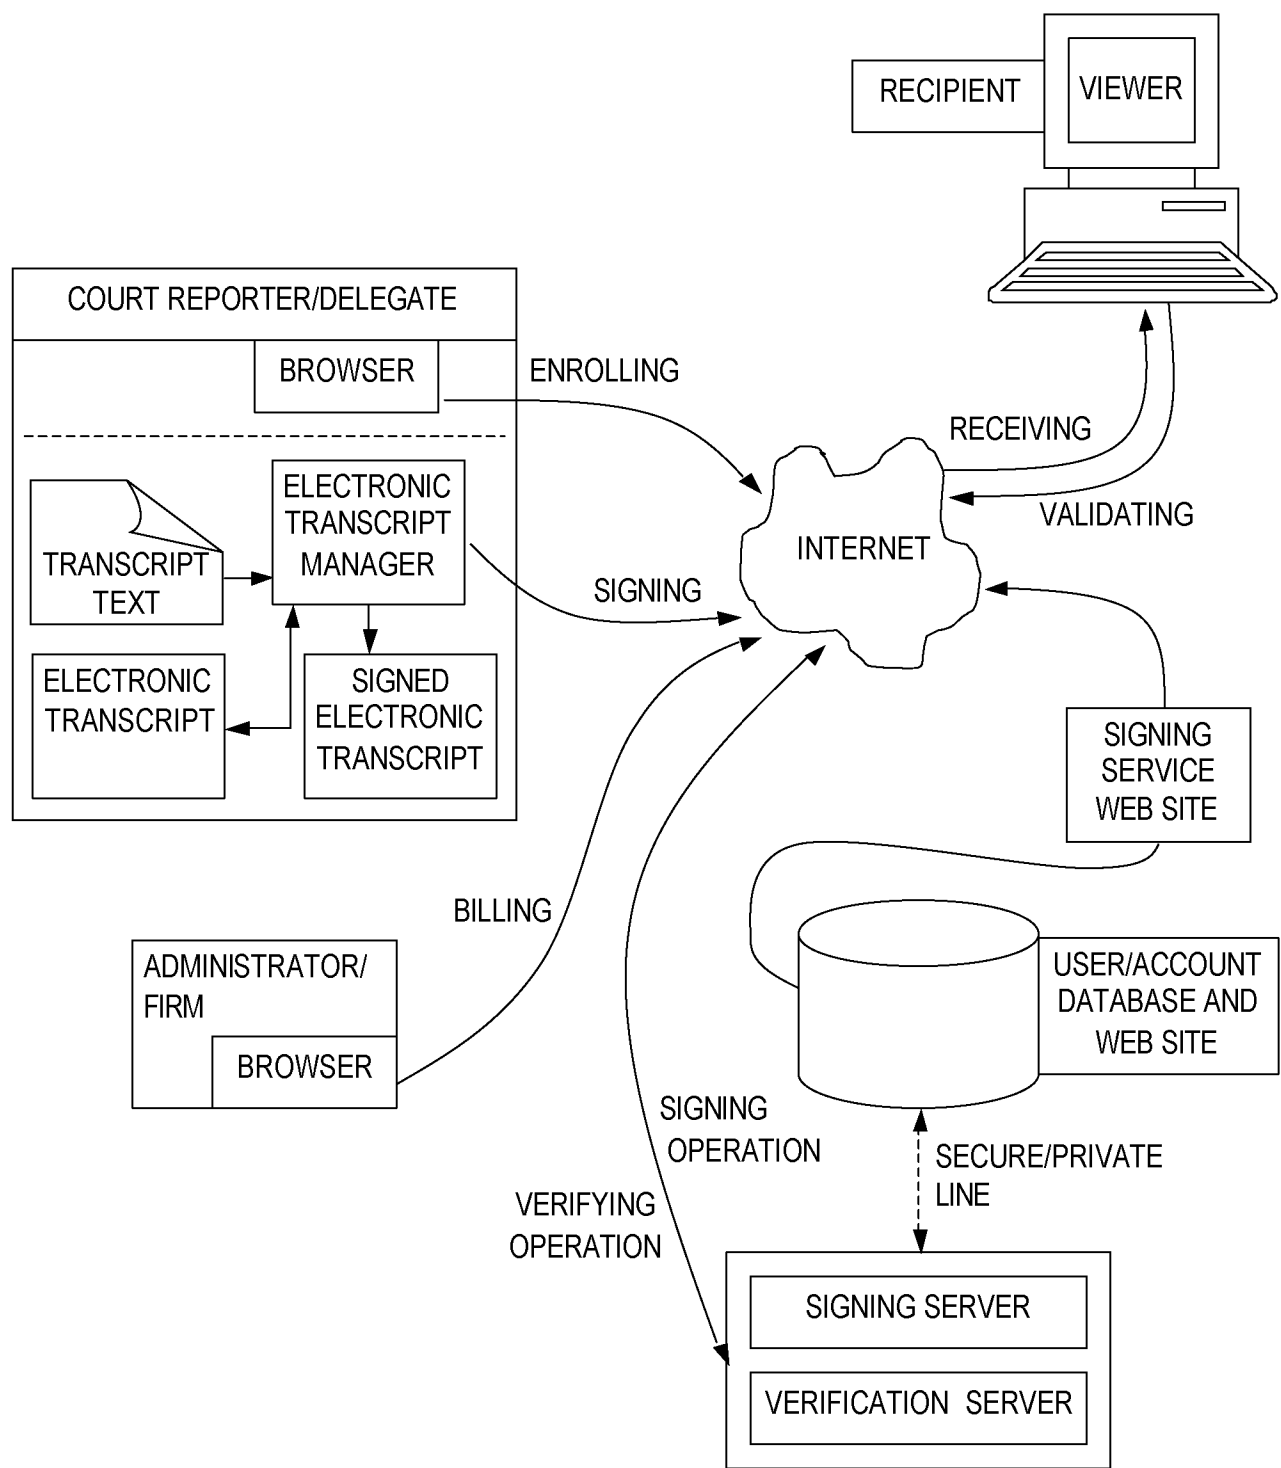 RECIPIENT
VIEWER
COURT REPORTER/DELEGATE
BROWSER
ENROLLING
RECEIVING
VALIDATING
ELECTRONIC
TRANSCRIPT
MANAGER
TRANSCRIPT
TEXT
INTERNET
SIGNING
ELECTRONIC
TRANSCRIPT
SIGNED
ELECTRONIC
TRANSCRIPT
SIGNING
SERVICE
WEB SITE
BILLING
ADMINISTRATOR/
FIRM
BROWSER
USER/ACCOUNT
DATABASE AND
WEB SITE
SIGNING
OPERATION
SECURE/PRIVATE
LINE
VERIFYING
OPERATION
SIGNING SERVER
VERIFICATION SERVER